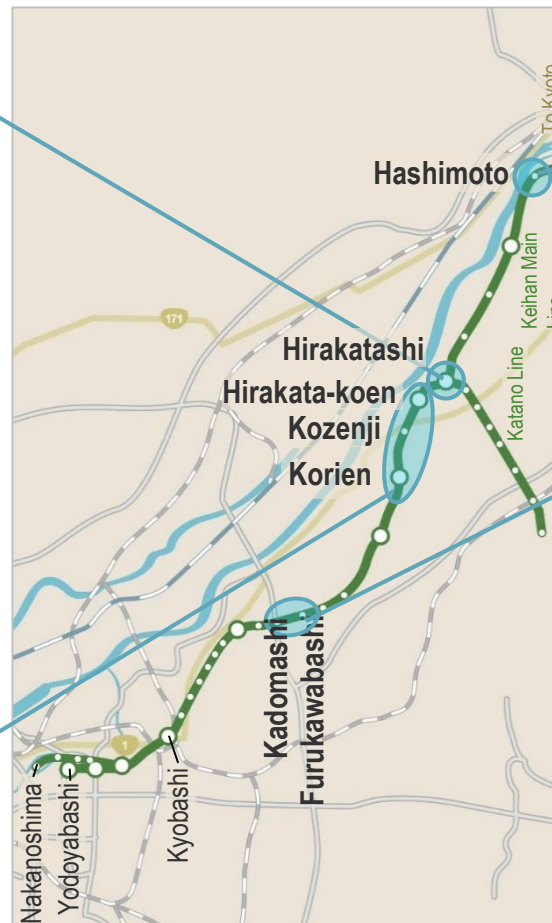 To Kyoto
Hashimoto
Keihan Main
Line
171
Hirakatashi
Hirakata-koen
Katano Line
Kozenji
Korien
Kadomashi
Furukawabashi
1
Kyobashi
Nakanoshima
Yodoyabashi